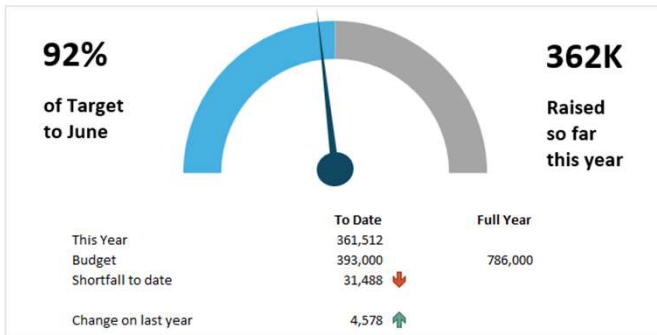 92%
of Target
to June
362K
Raised
so far
this year
To Date Full Year
This Year 361,512
Budget 393,000 786,000
Shortfall to date 31,488
Change on last year 4,578